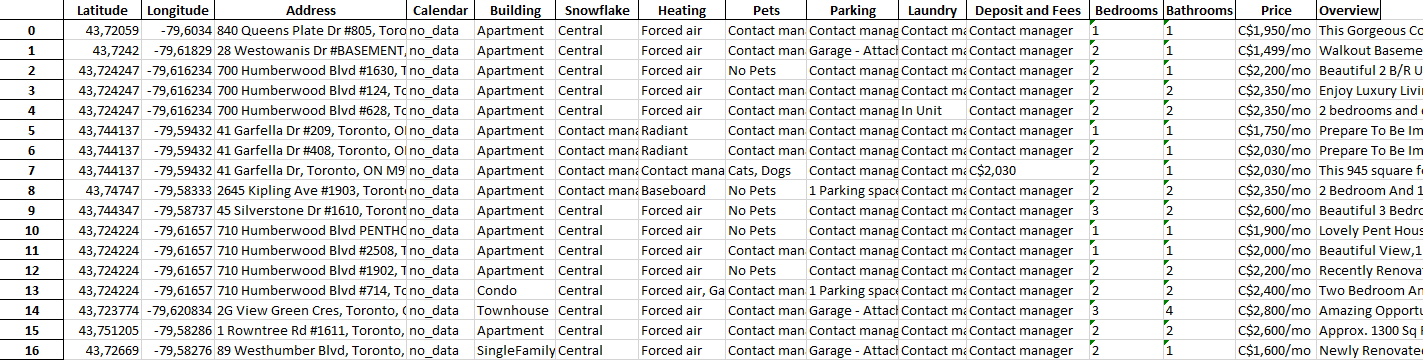 Latitude Longitude Address Calendar Building Snowflake Heating Pets Parking Laundry Deposit and Fees Bedrooms Bathrooms Price Overview
0 43,72059 -79,6034 840 Queens Plate Dr #805, Toro no_data Apartment Central Forced air Contact man Contact manag Contact ma Contact manager 1 1 C$1,950/mo This Gorgeous Co
1 43,7242 -79,61829 28 Westowanis Dr #BASEMENT, no_data Apartment Central Forced air Contact man Garage - Attach Contact ma Contact manager 2 1 C$1,499/mo Walkout Baseme
2 43,724247 -79,616234 700 Humberwood Blvd #1630, T no_data Apartment Central Forced air No Pets Contact manag Contact ma Contact manager 2 1 C$2,200/mo Beautiful 2 B/R U
3 43,724247 -79,616234 700 Humberwood Blvd #124, To no_data Apartment Central Forced air Contact man Contact manag Contact ma Contact manager 2 2 C$2,350/mo Enjoy Luxury Livi
4 43,724247 -79,616234 700 Humberwood Blvd #628, To no_data Apartment Central Forced air Contact man Contact manag In Unit Contact manager 2 2 C$2,350/mo 2 bedrooms and
5 43,744137 -79,59432 41 Garfella Dr #209, Toronto, O no_data Apartment Contact mana Radiant Contact man Contact manag Contact ma Contact manager 1 1 C$1,750/mo Prepare To Be Im
6 43,744137 -79,59432 41 Garfella Dr #408, Toronto, O no_data Apartment Contact mana Radiant Contact man Contact manag Contact ma Contact manager 1 1 C$2,030/mo Prepare To Be Im
7 43,744137 -79,59432 41 Garfella Dr, Toronto, ON M9 no_data Apartment Contact mana Contact mana Cats, Dogs Contact manag Contact ma C$2,030 2 1 C$2,030/mo This 945 square f
8 43,74747 -79,58333 2645 Kipling Ave #1903, Toront no_data Apartment Contact mana Baseboard No Pets 1 Parking space Contact ma Contact manager 2 2 C$2,350/mo 2 Bedroom And 1
9 43,744347 -79,58737 45 Silverstone Dr #1610, Toront no_data Apartment Central Forced air No Pets Contact manag Contact ma Contact manager 3 2 C$2,600/mo Beautiful 3 Bedr
10 43,724224 -79,61657 710 Humberwood Blvd PENTHO no_data Apartment Central Forced air No Pets Contact manag Contact ma Contact manager 1 1 C$1,900/mo Lovely Pent Hous
11 43,724224 -79,61657 710 Humberwood Blvd #2508, T no_data Apartment Central Forced air Contact man Contact manag Contact ma Contact manager 1 1 C$2,000/mo Beautiful View,1
12 43,724224 -79,61657 710 Humberwood Blvd #1902, T no_data Apartment Central Forced air No Pets Contact manag Contact ma Contact manager 2 2 C$2,200/mo Recently Renova
13 43,724224 -79,61657 710 Humberwood Blvd #714, To no_data Condo Central Forced air, Ga Contact man 1 Parking space Contact ma Contact manager 2 2 C$2,400/mo Two Bedroom An
14 43,723774 -79,620834 2G View Green Cres, Toronto, no_data Townhouse Central Forced air Contact man Garage - Attach Contact ma Contact manager 3 4 C$2,800/mo Amazing Opportu
15 43,751205 -79,58286 1 Rowntree Rd #1611, Toronto, no_data Apartment Central Forced air Contact man Contact manag Contact ma Contact manager 2 2 C$2,600/mo Approx. 1300 Sq
16 43,72669 -79,58276 89 Westhumber Blvd, Toronto, no_data SingleFamily Central Forced air Contact man Garage - Attach Contact ma Contact manager 2 1 C$1,600/mo Newly Renovate